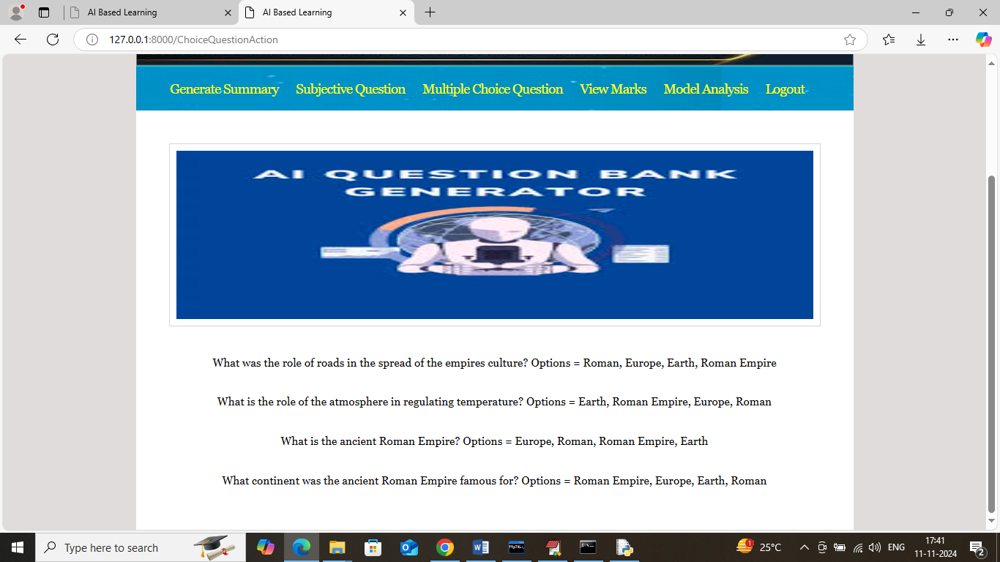 AI Based Learning
AI Based Learning
127.0.0.1:8000/ChoiceQuestionAction
Generate Summary Subjective Question Multiple Choice Question View Marks Model Analysis Logout
AI QUESTION BANK
GENERATOR
What was the role of roads in the spread of the empires culture? Options = Roman, Europe, Earth, Roman Empire
What is the role of the atmosphere in regulating temperature? Options = Earth, Roman Empire, Europe, Roman
What is the ancient Roman Empire? Options = Europe, Roman, Roman Empire, Earth
What continent was the ancient Roman Empire famous for? Options = Roman Empire, Europe, Earth, Roman
Type here to search
1
25°C
ENG
17:41
11-11-2024
2